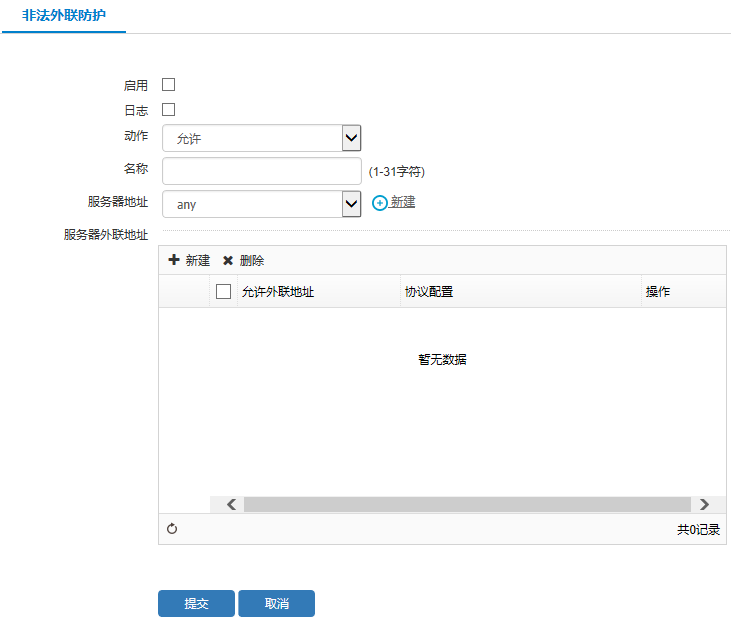 非法外联防护
启用
日志
动作 允许
名称 (1-31字符)
服务器地址 any 新建
服务器外联地址
新建 删除
允许外联地址 协议配置 操作
暂无数据
共0记录
提交 取消